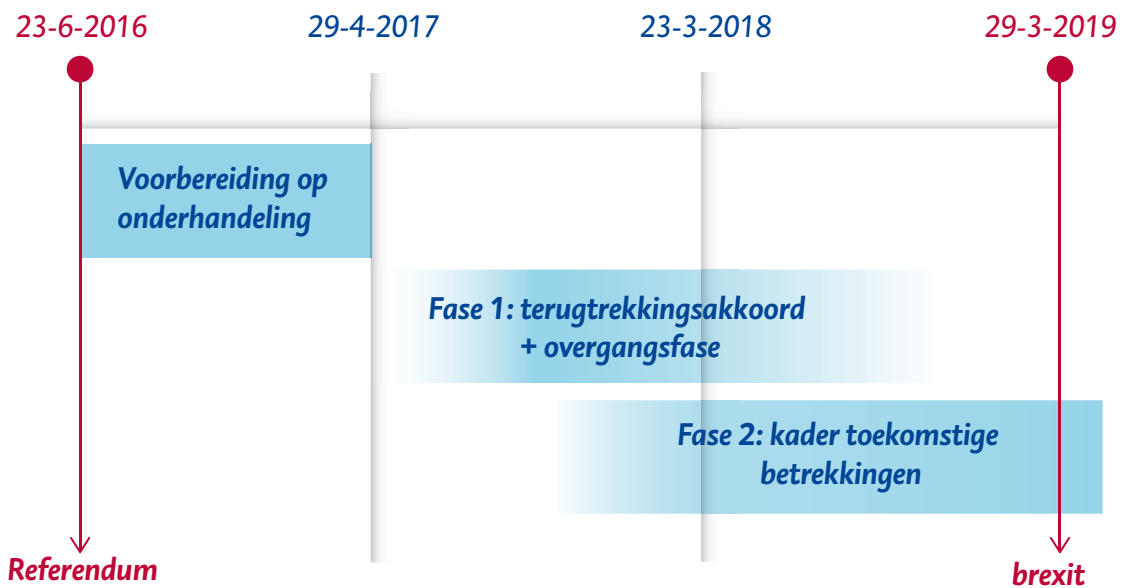 23-6-2016
29-4-2017
23-3-2018
29-3-2019
Voorbereiding op
onderhandeling
Fase 1: terugtrekkingsakkoord
+ overgangsfase
Fase 2: kader toekomstige
betrekkingen
Referendum
brexit